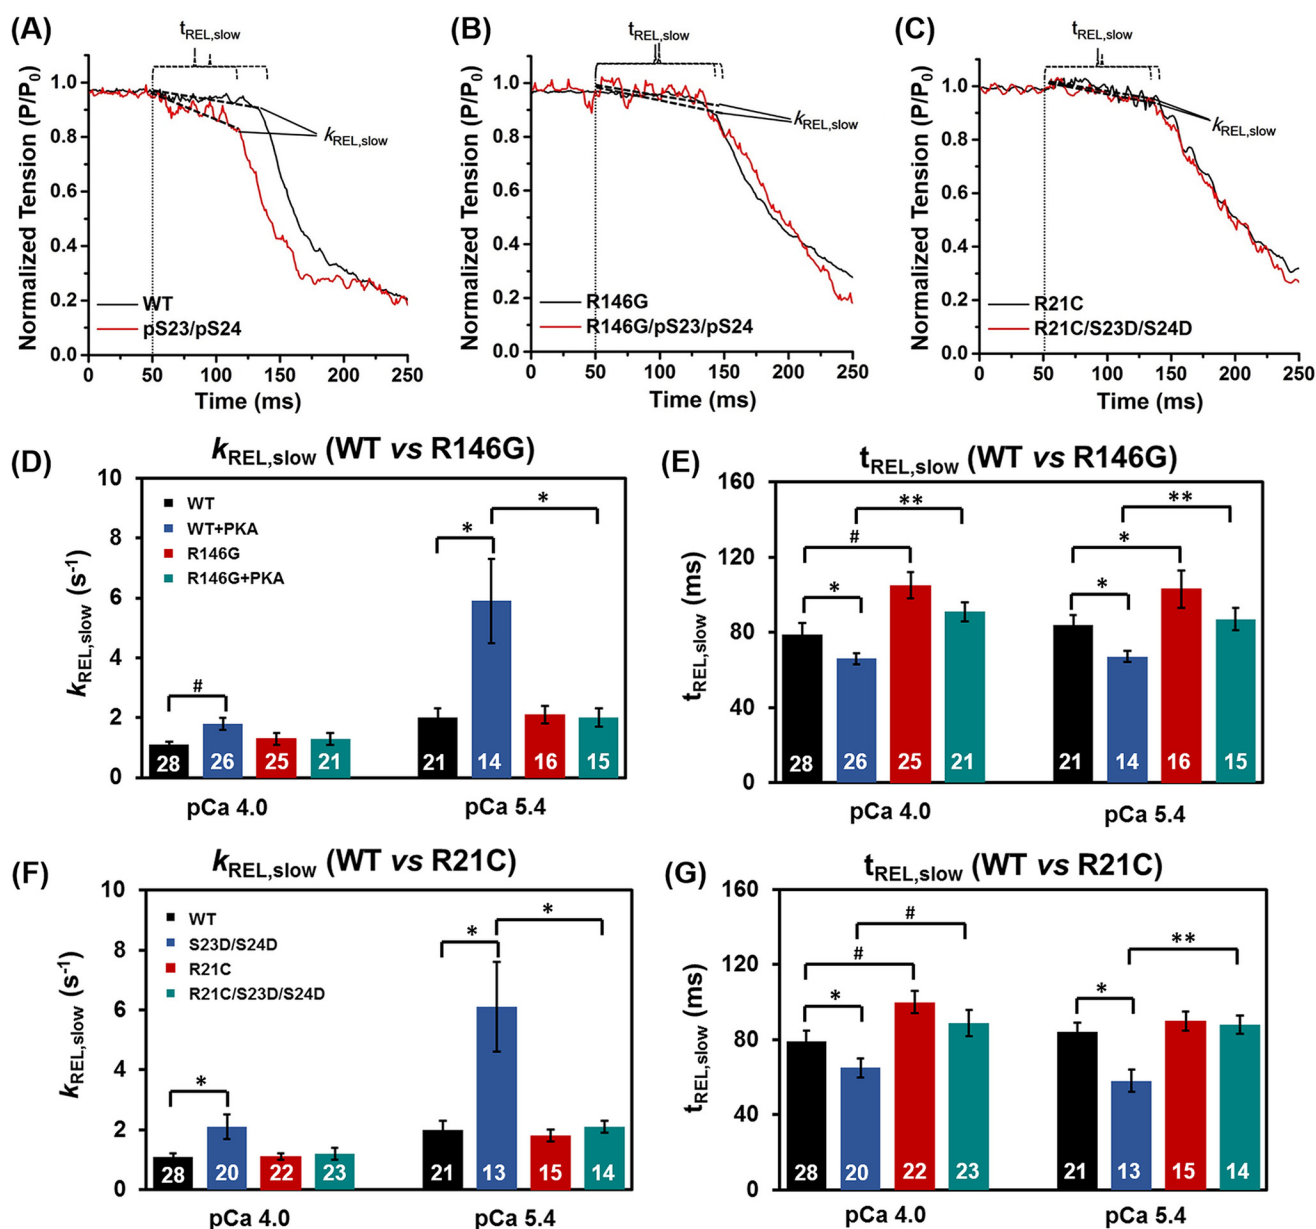 (A)
t_REL,slow
Normalized Tension (P/P₀)
1.0
0.8
0.6
0.4
0.2
0.0
k_REL,slow
WT
pS23/pS24
0 50 100 150 200 250
Time (ms)
(B)
t_REL,slow
Normalized Tension (P/P₀)
1.0
0.8
0.6
0.4
0.2
0.0
k_REL,slow
R146G
R146G/pS23/pS24
0 50 100 150 200 250
Time (ms)
(C)
t_REL,slow
Normalized Tension (P/P₀)
1.0
0.8
0.6
0.4
0.2
0.0
k_REL,slow
R21C
R21C/S23D/S24D
0 50 100 150 200 250
Time (ms)
(D)
k_REL,slow (WT vs R146G)
k_REL,slow (s⁻¹)
10
8
6
4
2
0
WT
WT+PKA
R146G
R146G+PKA
#
*
*
28 26 25 21 21 14 16 15
pCa 4.0 pCa 5.4
(E)
t_REL,slow (WT vs R146G)
t_REL,slow (ms)
160
120
80
40
0
**
#
*
**
*
*
28 26 25 21 21 14 16 15
pCa 4.0 pCa 5.4
(F)
k_REL,slow (WT vs R21C)
k_REL,slow (s⁻¹)
10
8
6
4
2
0
WT
S23D/S24D
R21C
R21C/S23D/S24D
*
*
*
28 20 22 23 21 13 15 14
pCa 4.0 pCa 5.4
(G)
t_REL,slow (WT vs R21C)
t_REL,slow (ms)
160
120
80
40
0
#
#
*
**
*
28 20 22 23 21 13 15 14
pCa 4.0 pCa 5.4